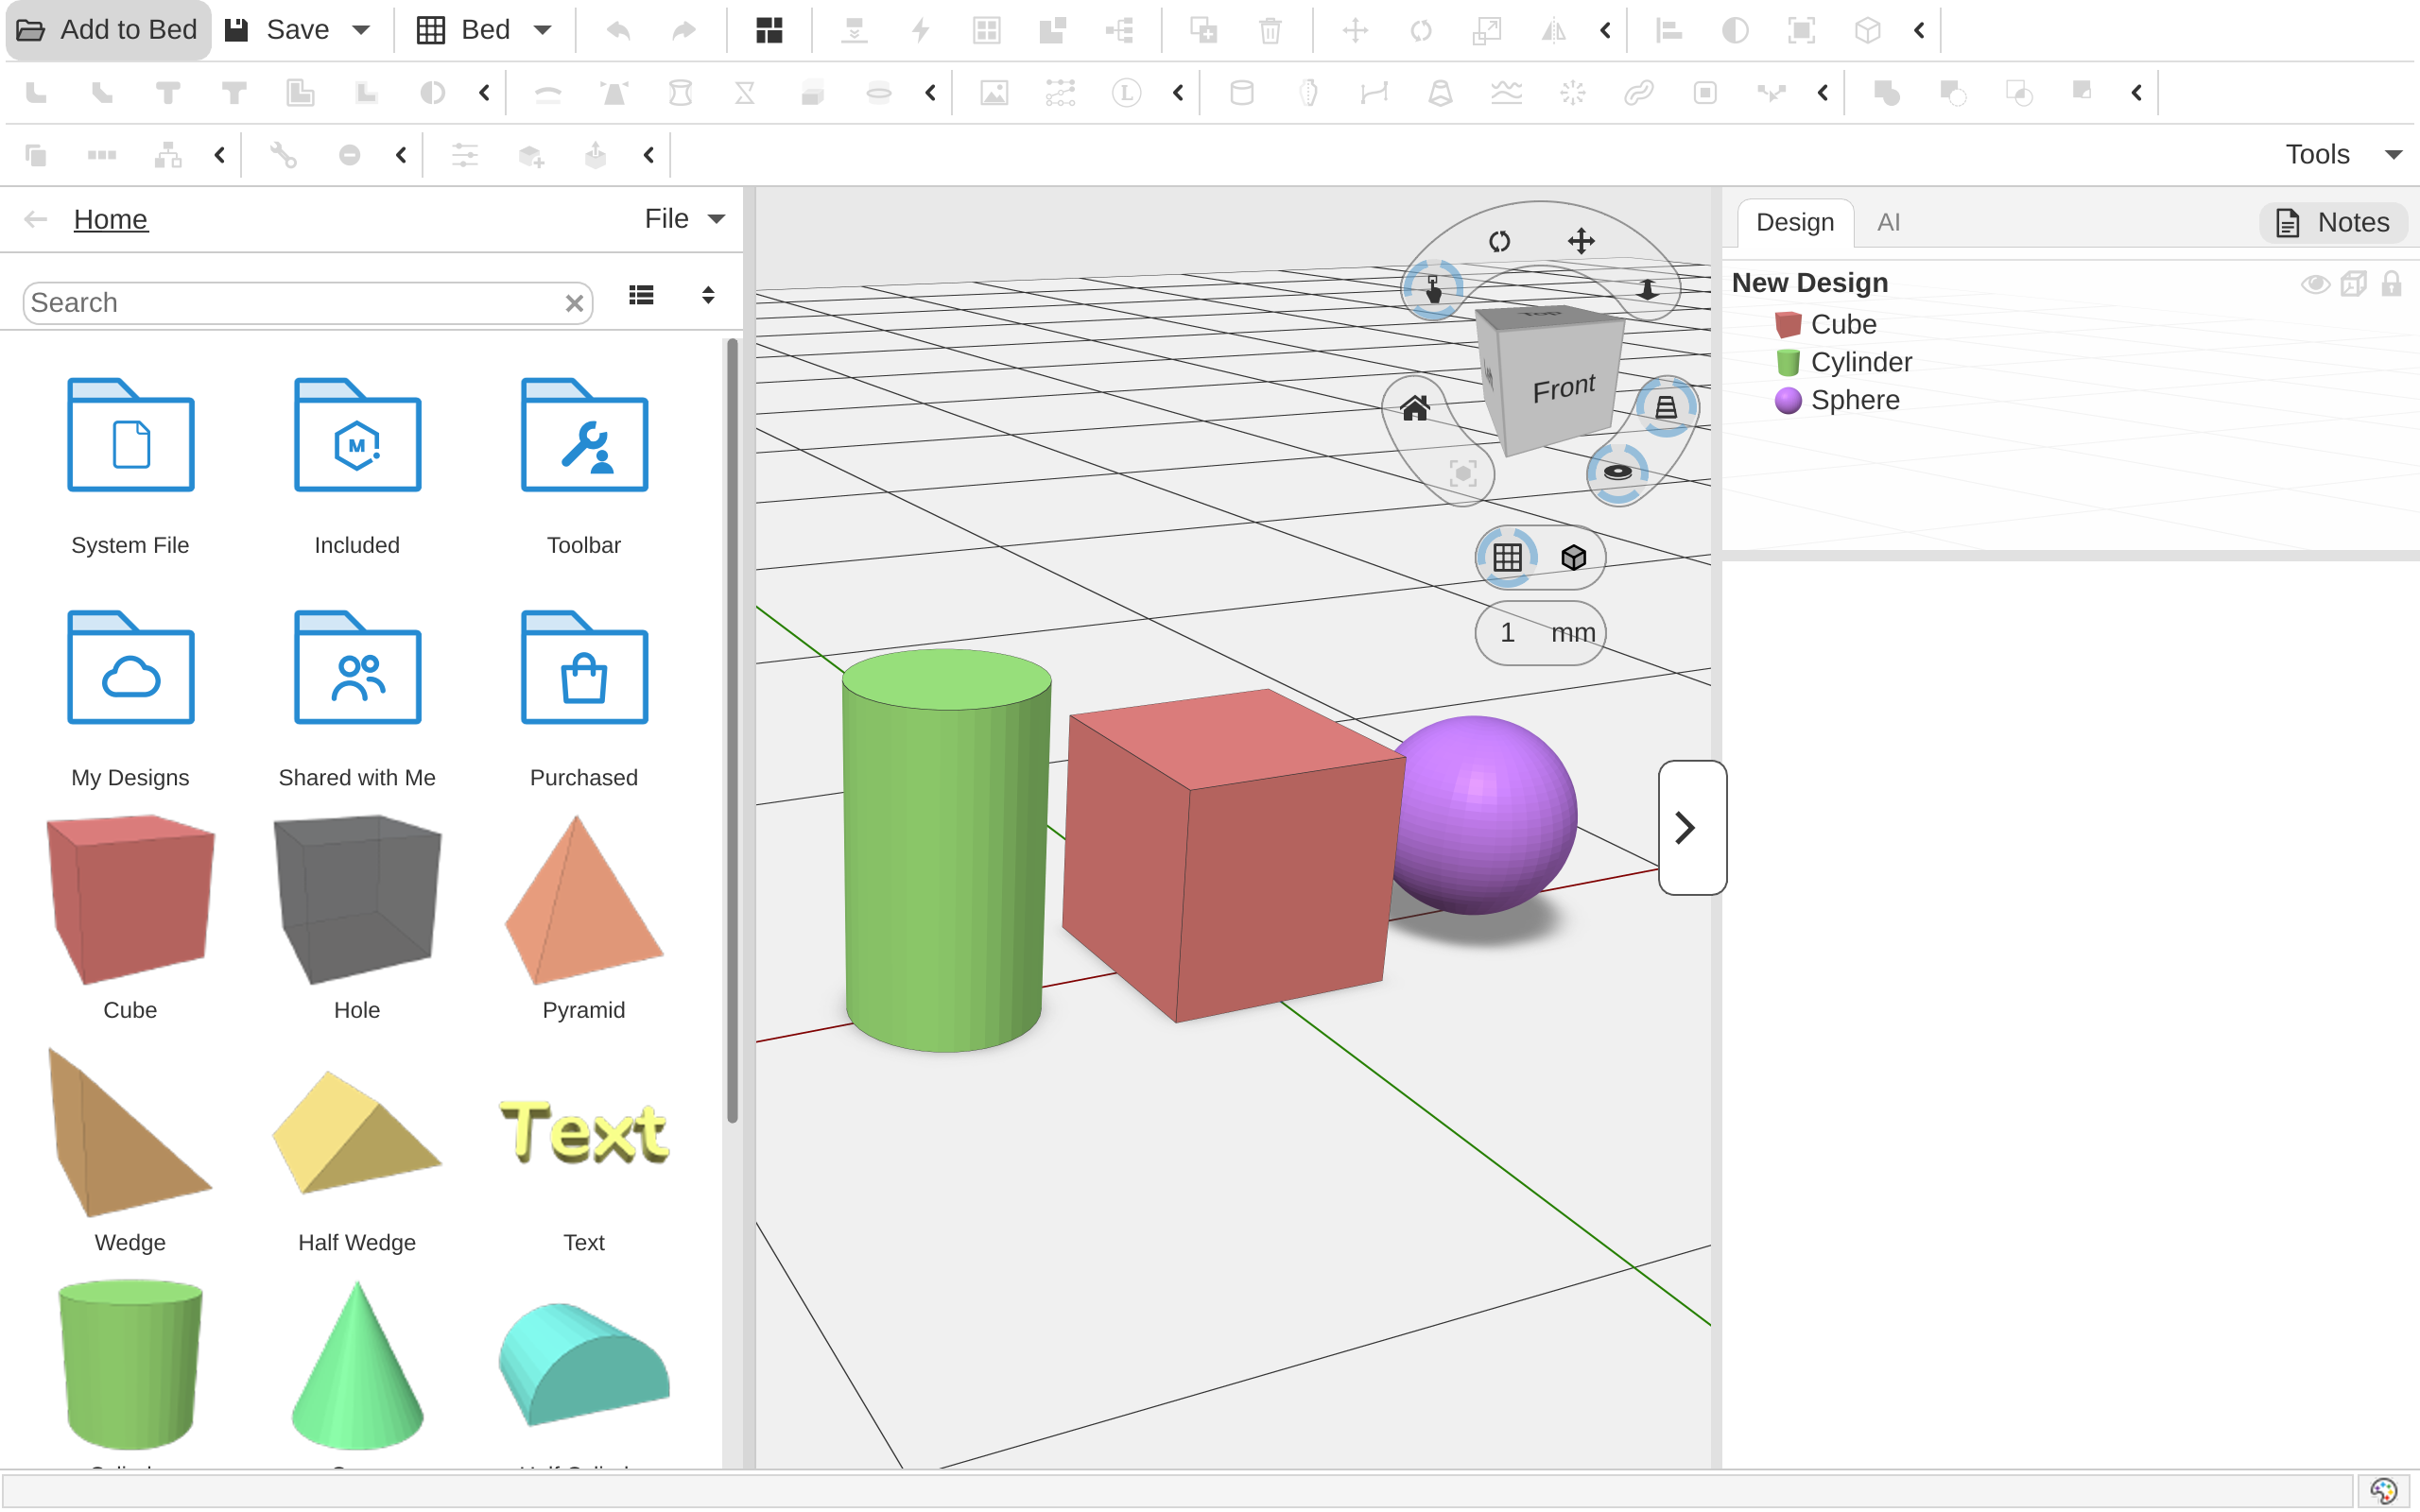 Add to Bed Save Bed
Tools
Home File
Design AI Notes
New Design
Search
Cube
Cylinder
Sphere
Top
Front
System File Included Toolbar
1 mm
My Designs Shared with Me Purchased
Cube Hole Pyramid
Text
Wedge Half Wedge Text